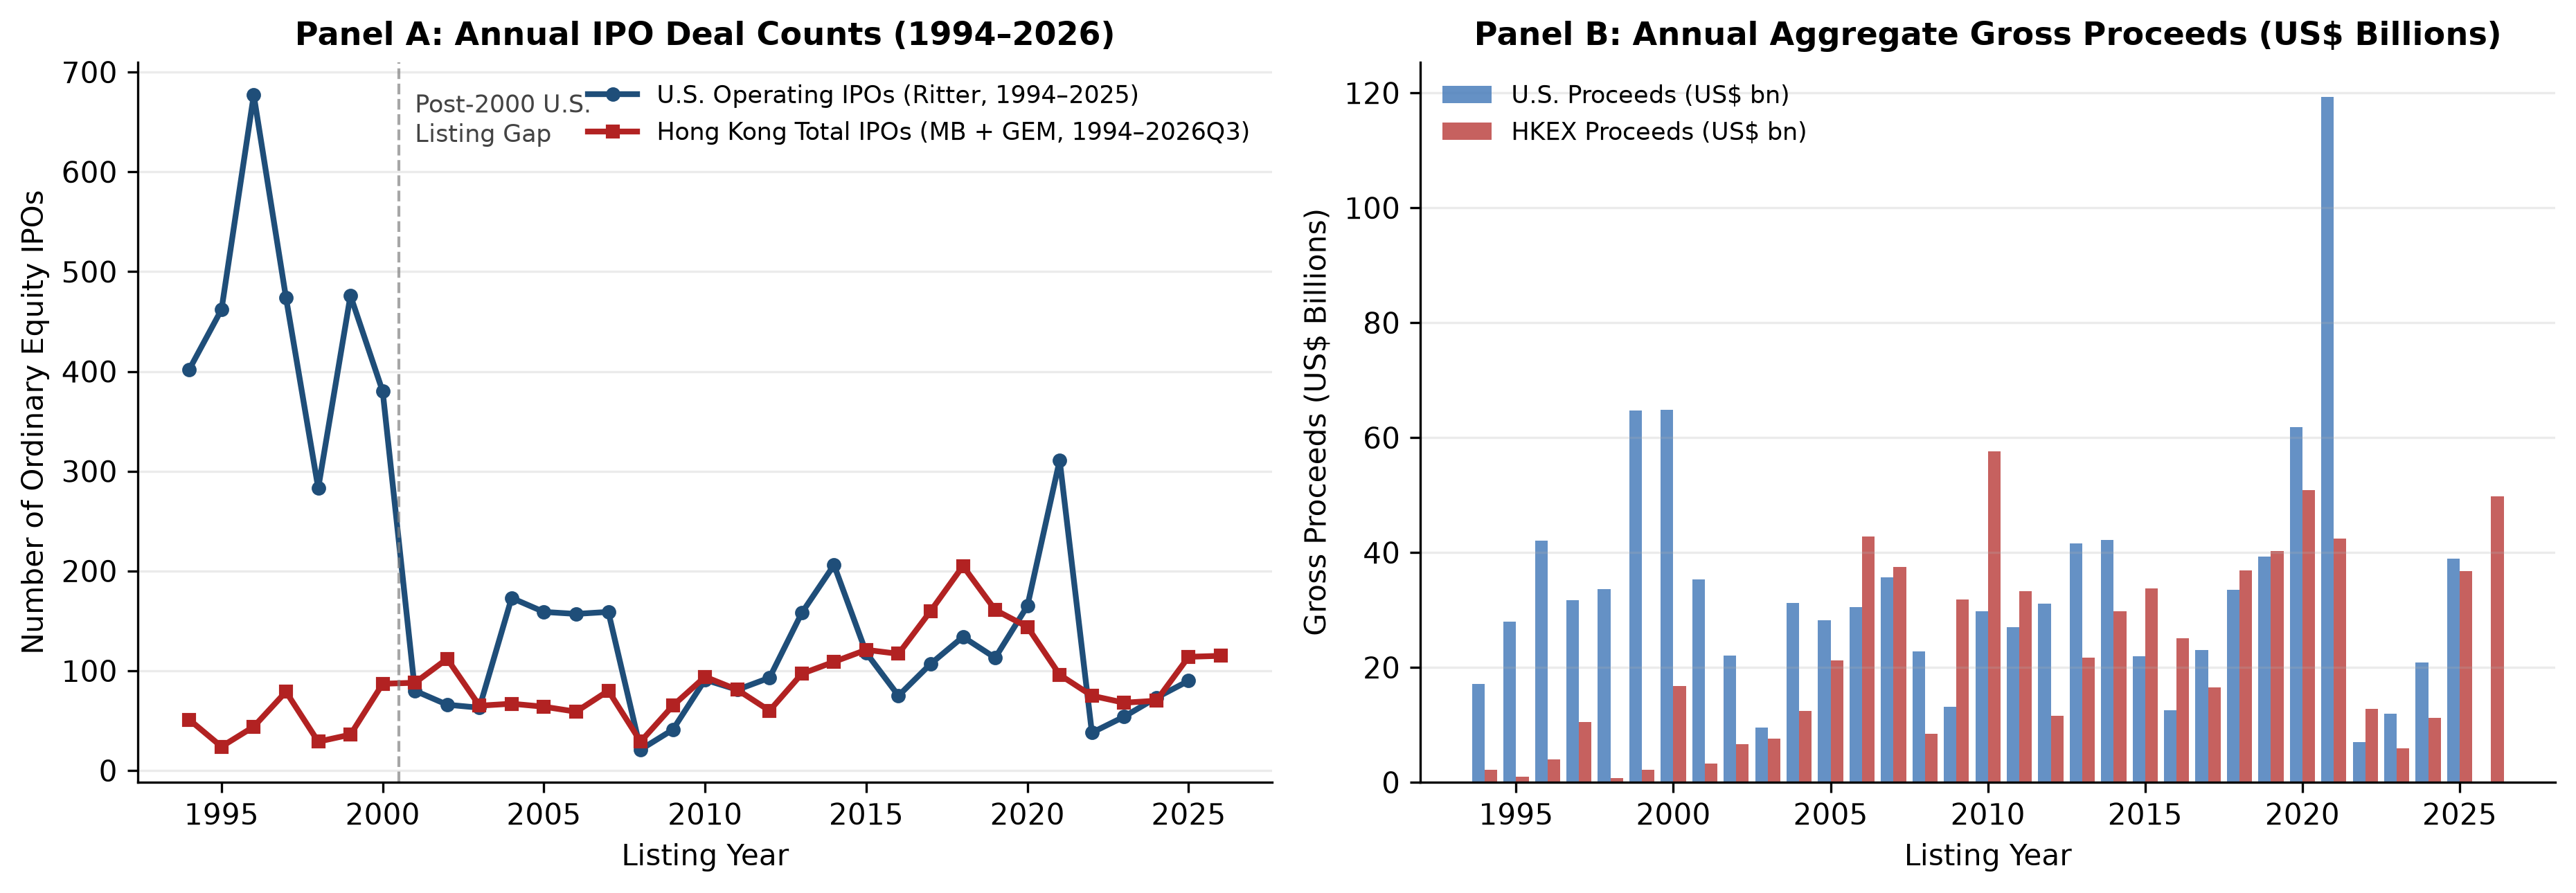 Panel A: Annual IPO Deal Counts (1994–2026)
Number of Ordinary Equity IPOs
700
600
500
400
300
200
100
0
Post-2000 U.S.
Listing Gap
U.S. Operating IPOs (Ritter, 1994–2025)
Hong Kong Total IPOs (MB + GEM, 1994–2026Q3)
1995 2000 2005 2010 2015 2020 2025
Listing Year
Panel B: Annual Aggregate Gross Proceeds (US$ Billions)
Gross Proceeds (US$ Billions)
120
100
80
60
40
20
0
U.S. Proceeds (US$ bn)
HKEX Proceeds (US$ bn)
1995 2000 2005 2010 2015 2020 2025
Listing Year